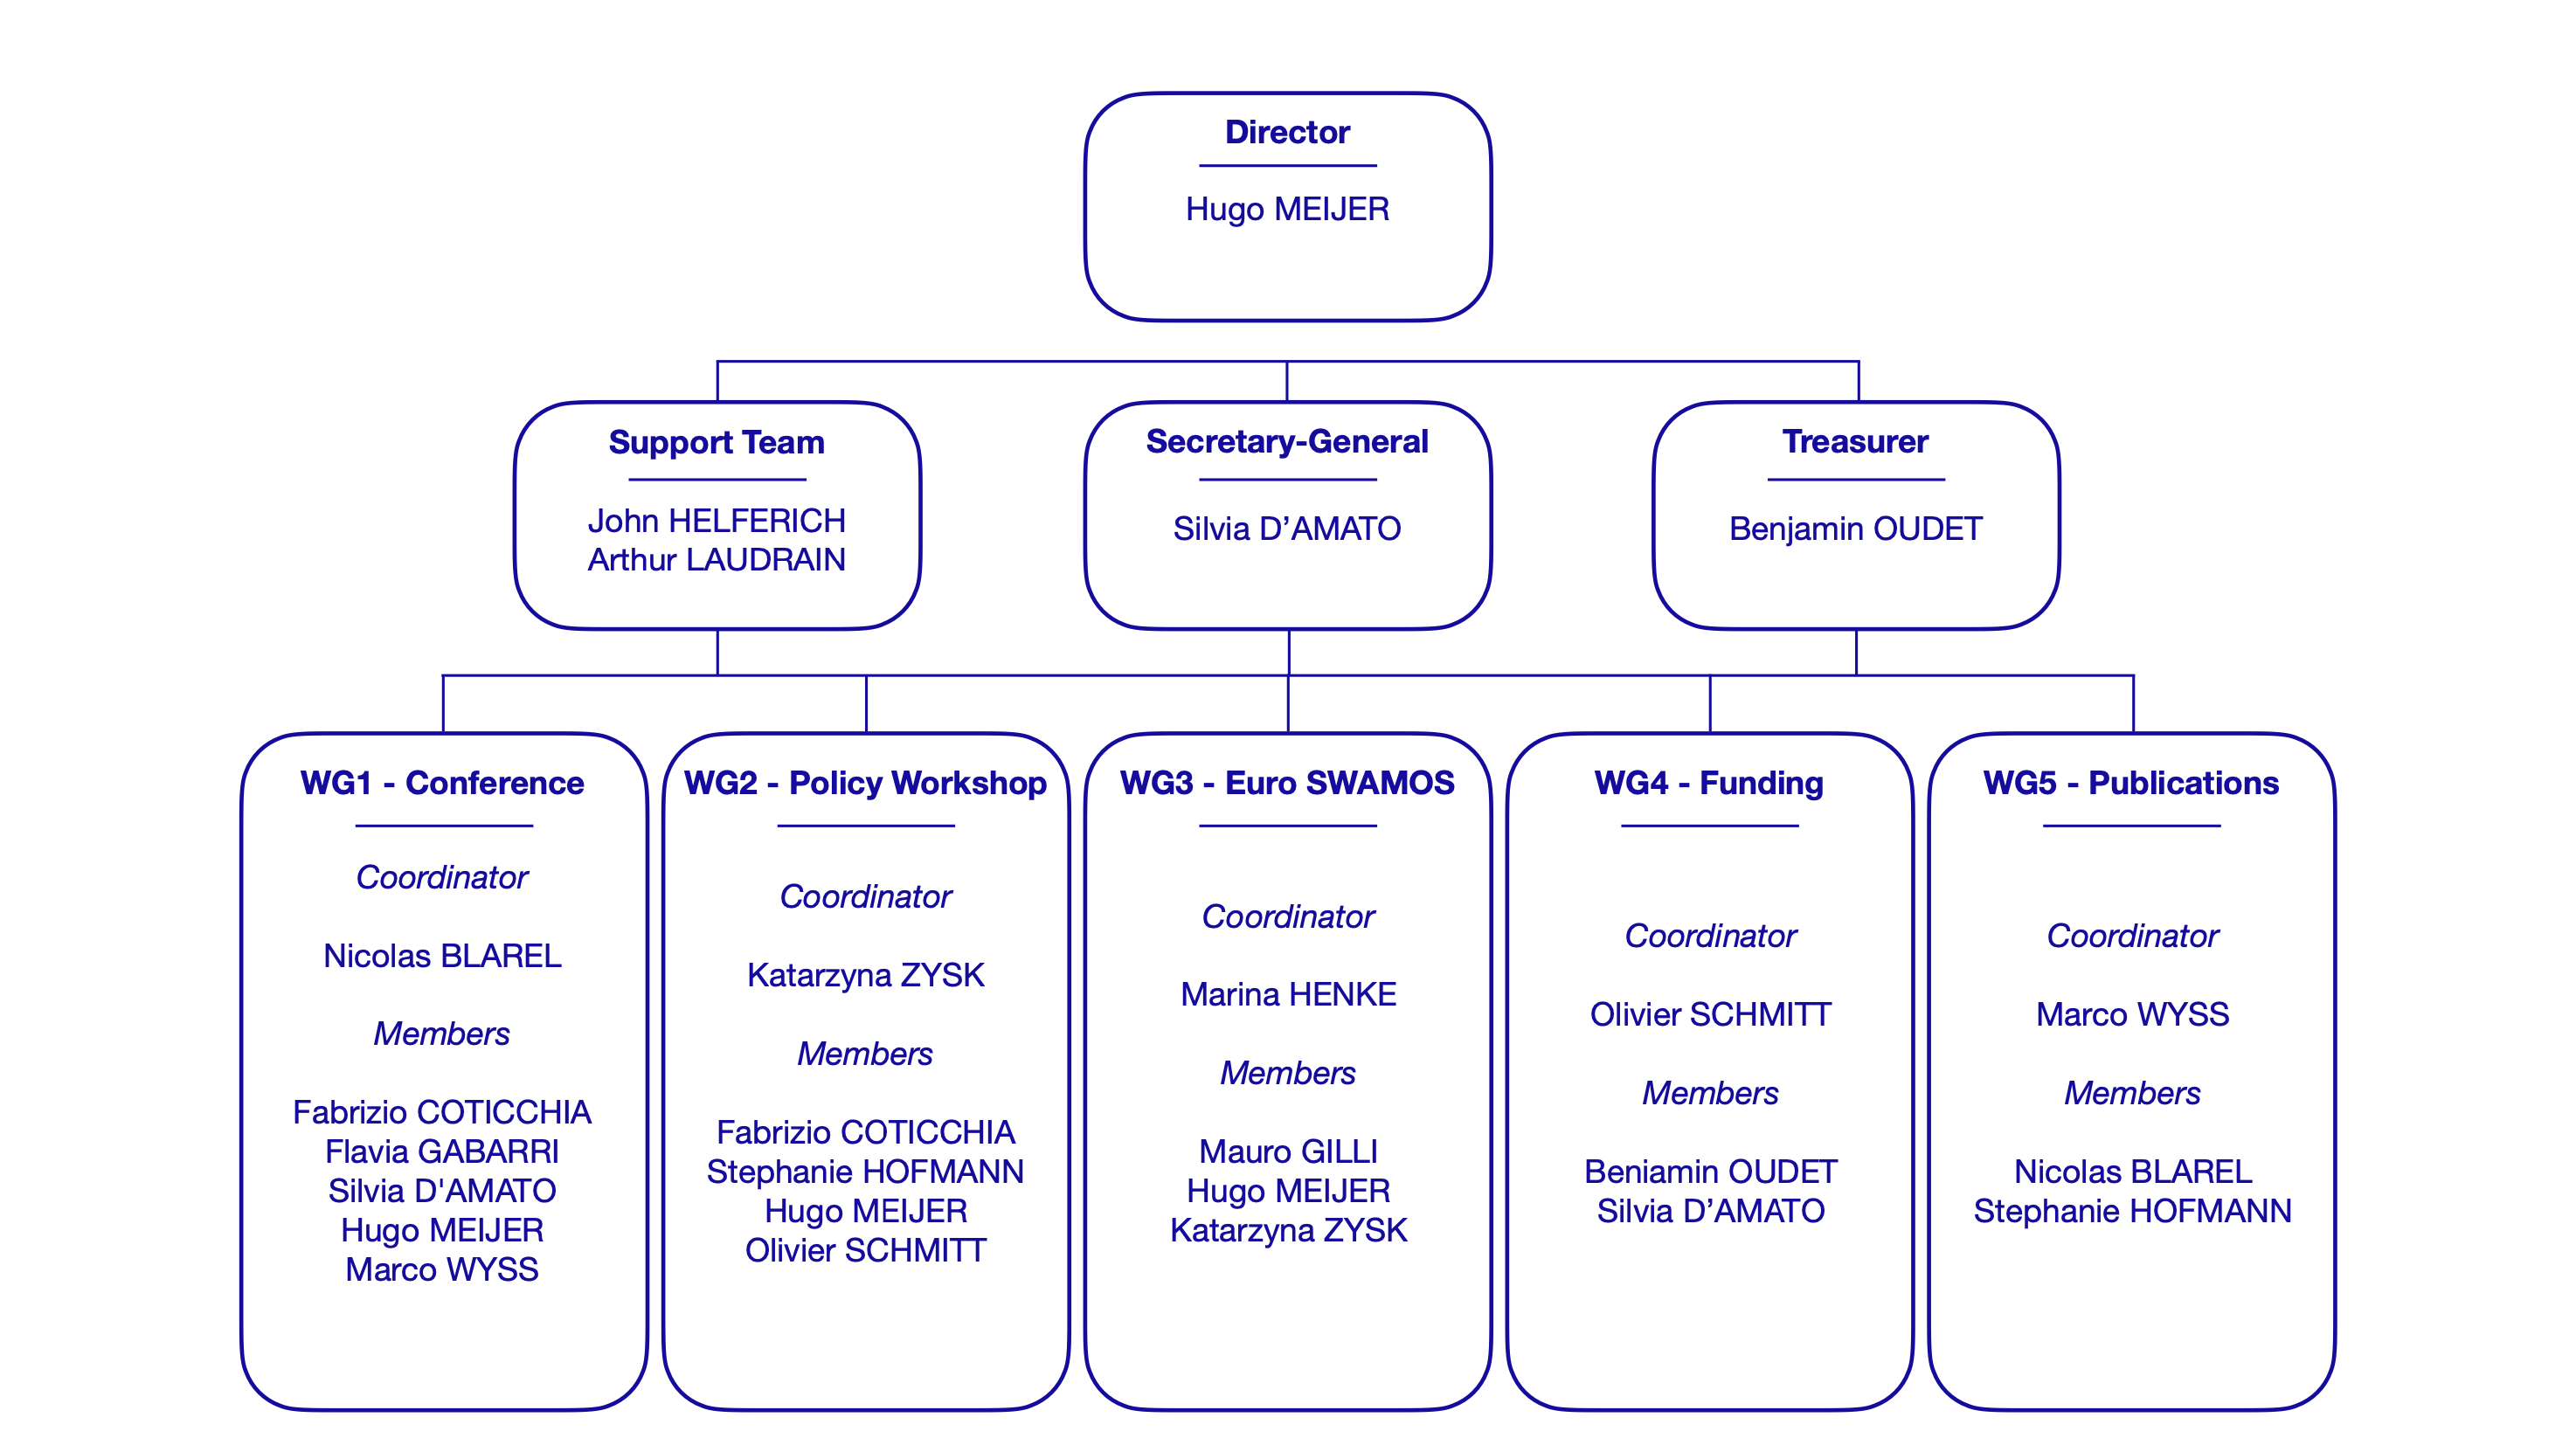 Director
Hugo MEIJER
Support Team
John HELFERICH
Arthur LAUDRAIN
Secretary-General
Silvia D’AMATO
Treasurer
Benjamin OUDET
WG1 - Conference
Coordinator
Nicolas BLAREL
Members
Fabrizio COTICCHIA
Flavia GABARRI
Silvia D'AMATO
Hugo MEIJER
Marco WYSS
WG2 - Policy Workshop
Coordinator
Katarzyna ZYSK
Members
Fabrizio COTICCHIA
Stephanie HOFMANN
Hugo MEIJER
Olivier SCHMITT
WG3 - Euro SWAMOS
Coordinator
Marina HENKE
Members
Mauro GILLI
Hugo MEIJER
Katarzyna ZYSK
WG4 - Funding
Coordinator
Olivier SCHMITT
Members
Beniamin OUDET
Silvia D’AMATO
WG5 - Publications
Coordinator
Marco WYSS
Members
Nicolas BLAREL
Stephanie HOFMANN